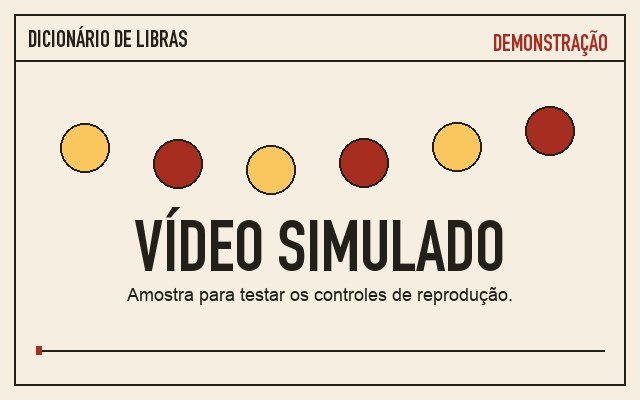 DICIONÁRIO DE LIBRAS
DEMONSTRAÇÃO
VÍDEO SIMULADO
Amostra para testar os controles de reprodução.